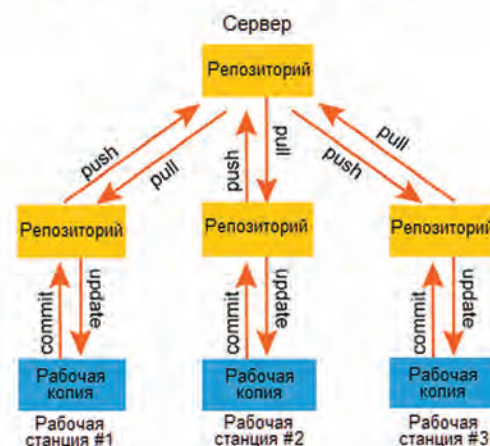 Сервер
Репозиторий
push
pull
push
pull
push
pull
Репозиторий
Репозиторий
Репозиторий
commit
update
commit
update
commit
update
Рабочая
копия
Рабочая
копия
Рабочая
копия
Рабочая
станция #1
Рабочая
станция #2
Рабочая
станция #3